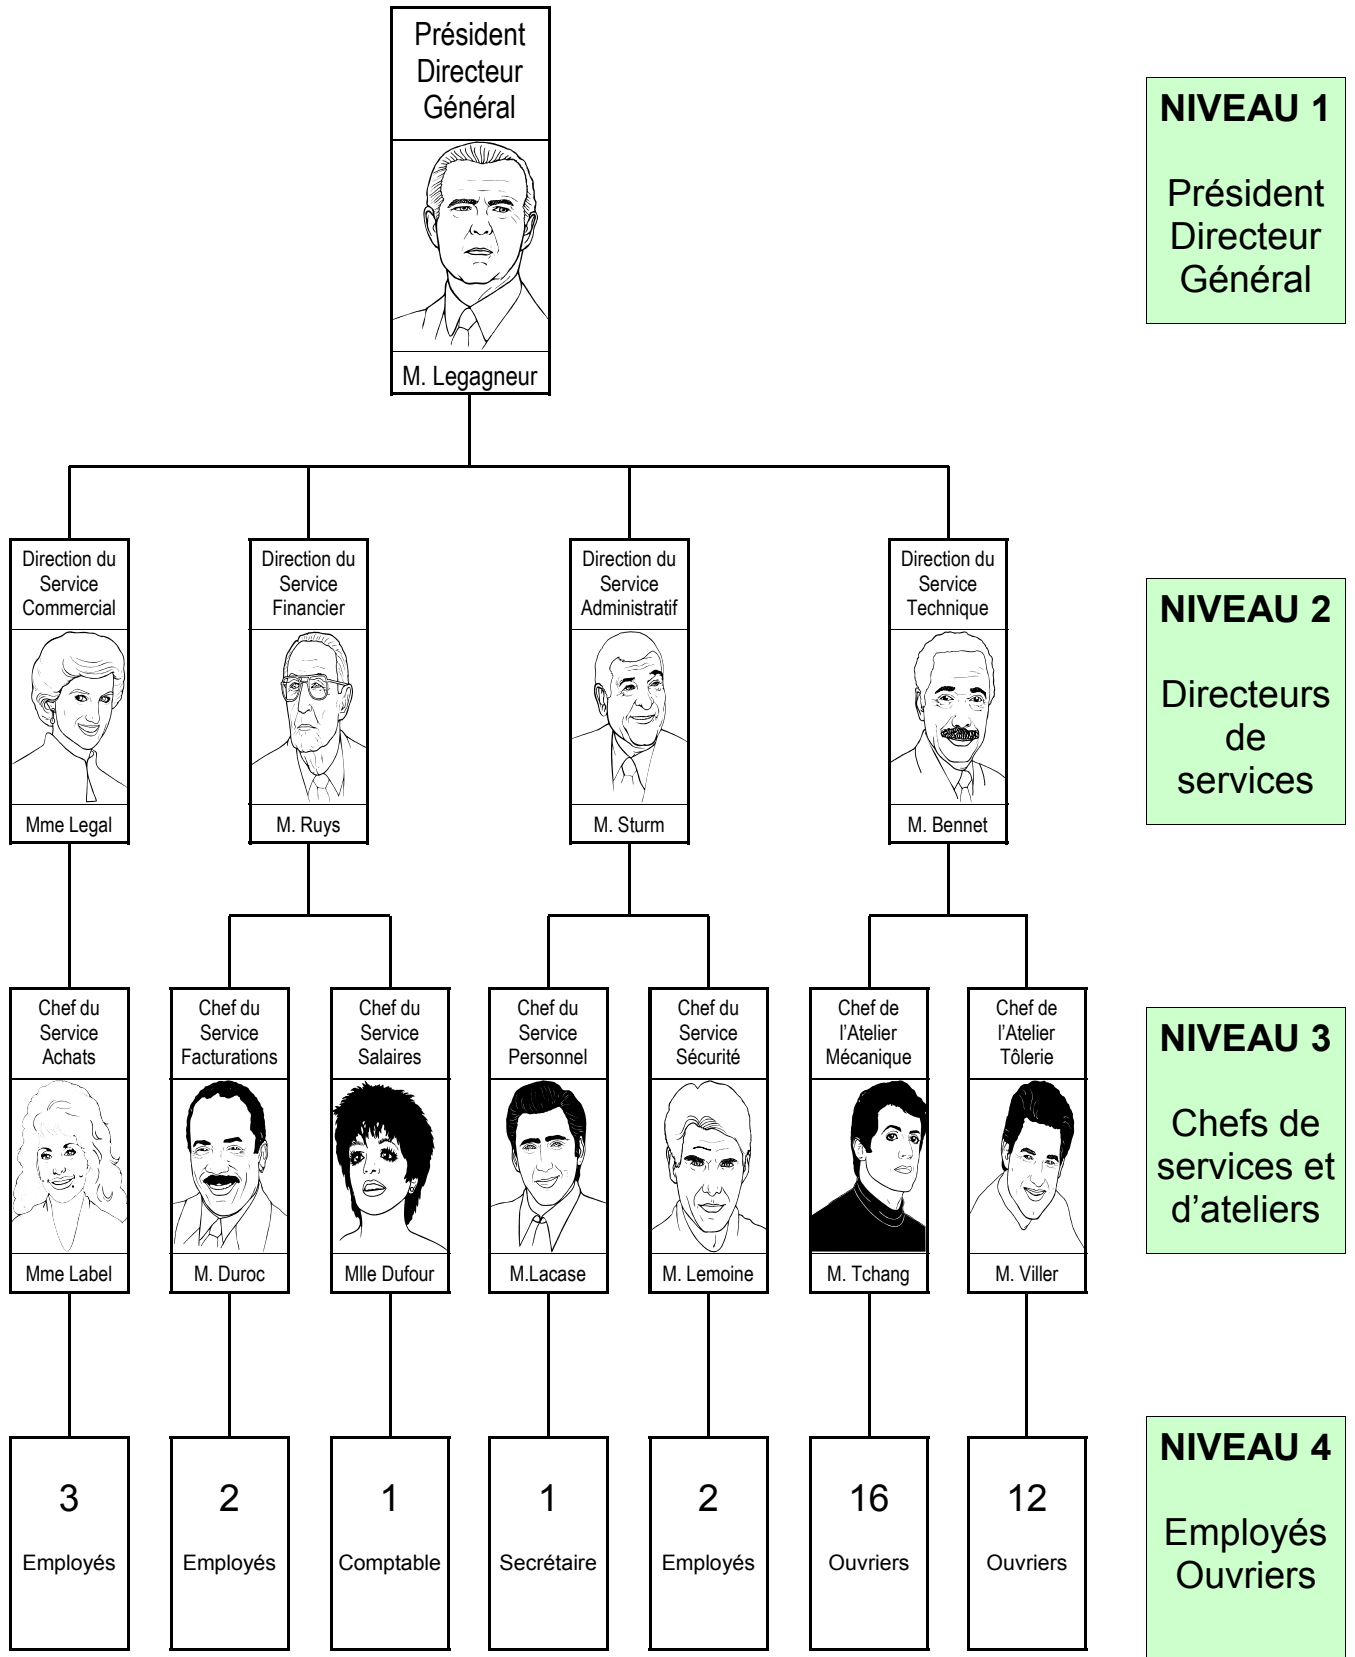 Président
Directeur
Général
M. Legagneur
NIVEAU 1
Président
Directeur
Général
Direction du
Service
Commercial
Mme Legal
Direction du
Service
Financier
M. Ruys
Direction du
Service
Administratif
M. Sturm
Direction du
Service
Technique
M. Bennet
NIVEAU 2
Directeurs
de
services
Chef du
Service
Achats
Mme Label
Chef du
Service
Facturations
M. Duroc
Chef du
Service
Salaires
Mlle Dufour
Chef du
Service
Personnel
M.Lacase
Chef du
Service
Sécurité
M. Lemoine
Chef de
l’Atelier
Mécanique
M. Tchang
Chef de
l’Atelier
Tôlerie
M. Viller
NIVEAU 3
Chefs de
services et
d’ateliers
3
Employés
2
Employés
1
Comptable
1
Secrétaire
2
Employés
16
Ouvriers
12
Ouvriers
NIVEAU 4
Employés
Ouvriers